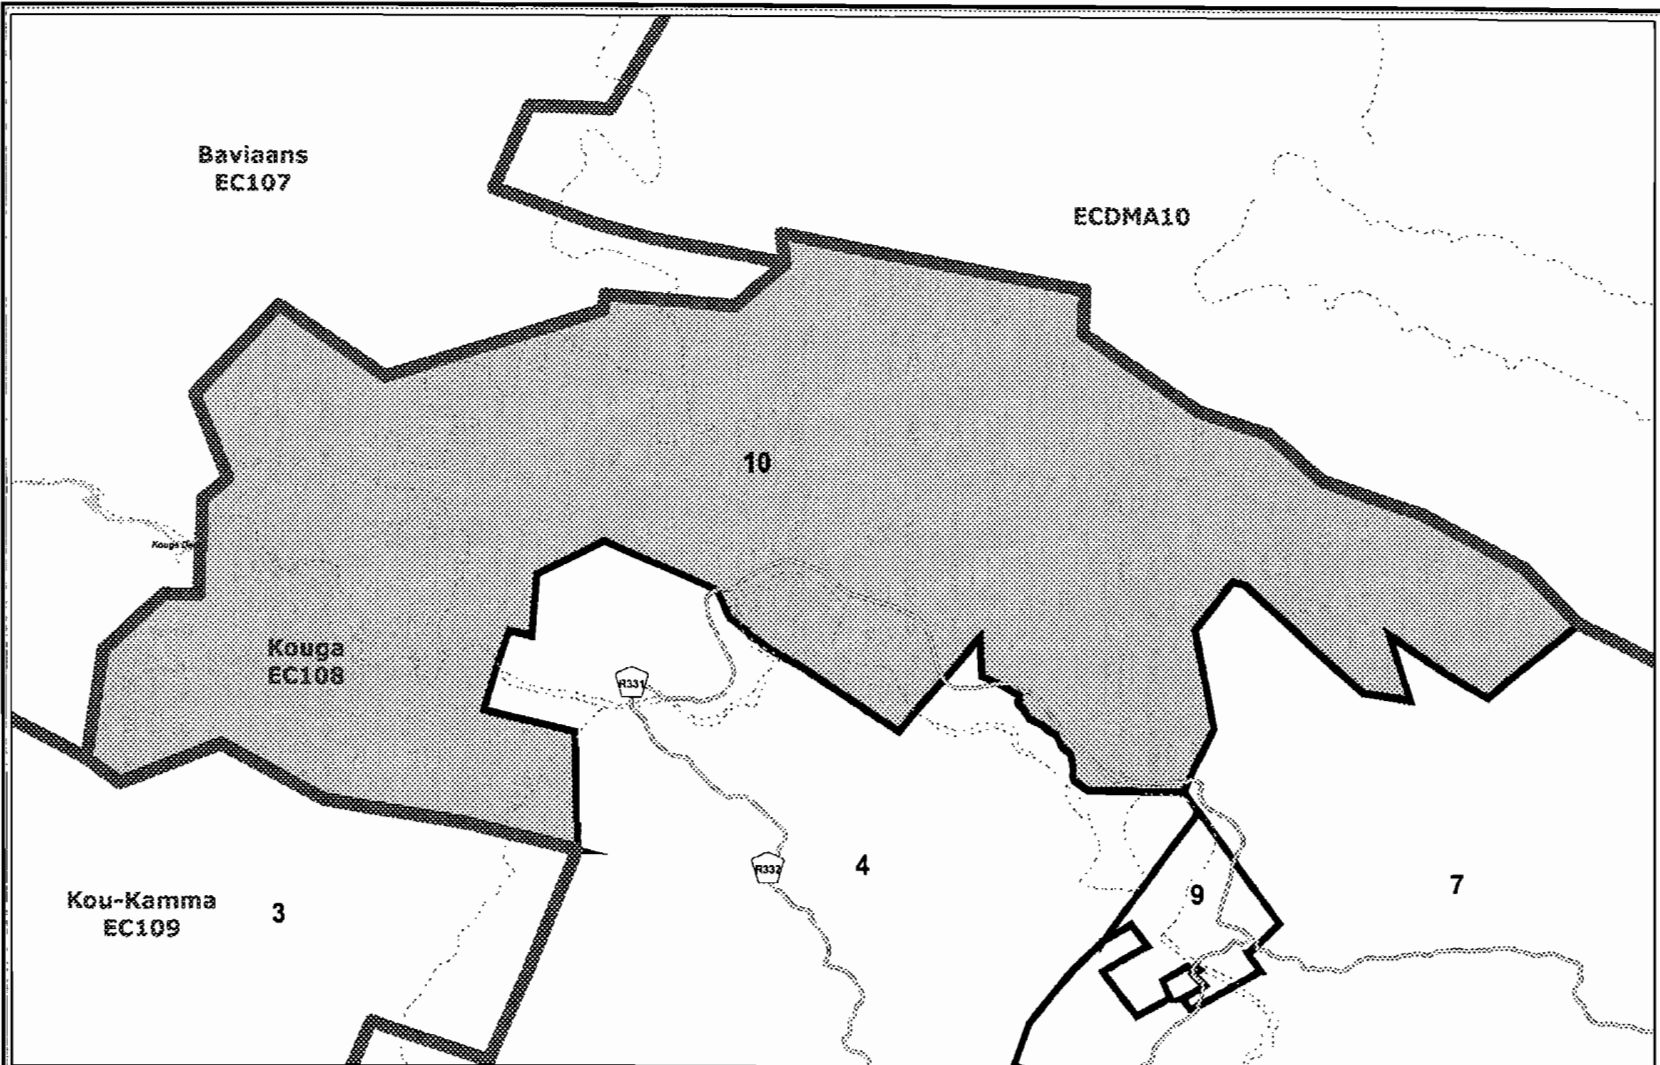 Baviaans
EC107
ECDMA10
10
Kouga
EC108
R331
R332
4
9
7
Kou-Kamma
EC109
3